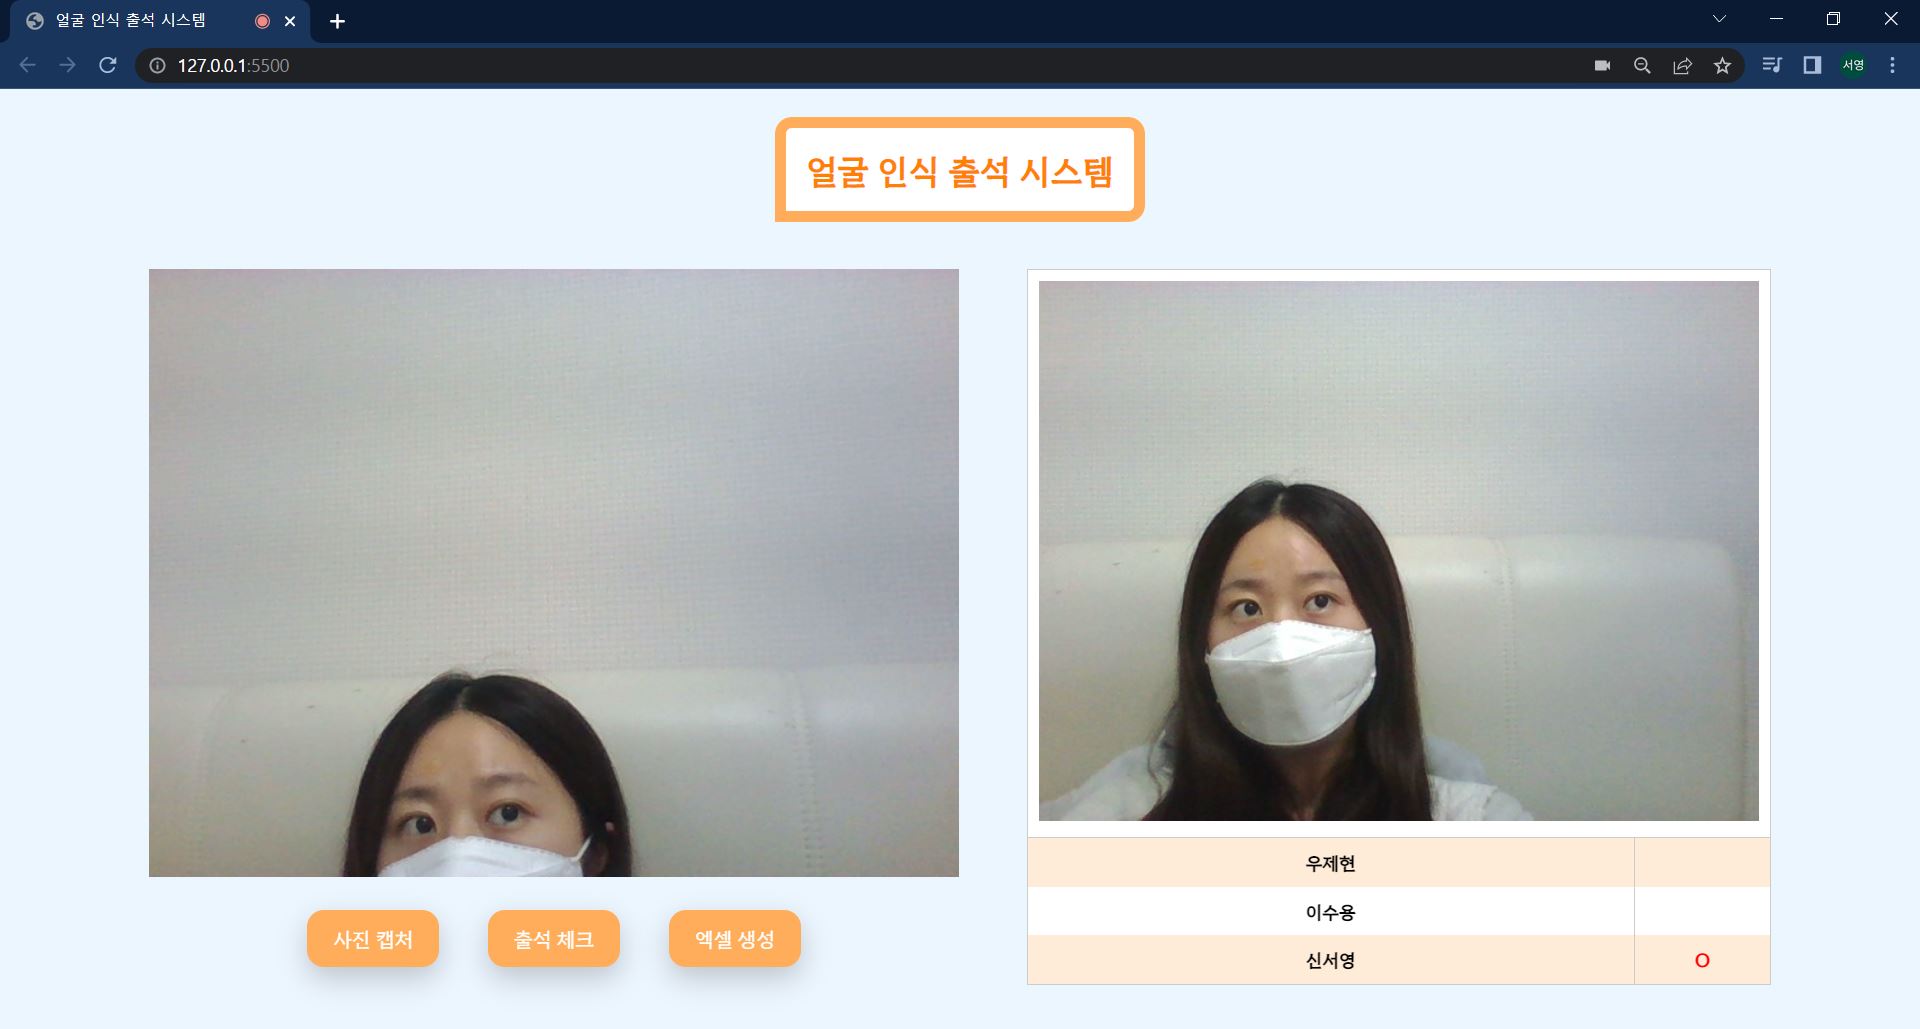 얼굴 인식 출석 시스템
127.0.0.1:5500
서영
얼굴 인식 출석 시스템
사진 캡처
출석 체크
엑셀 생성
우제현
이수용
신서영 O